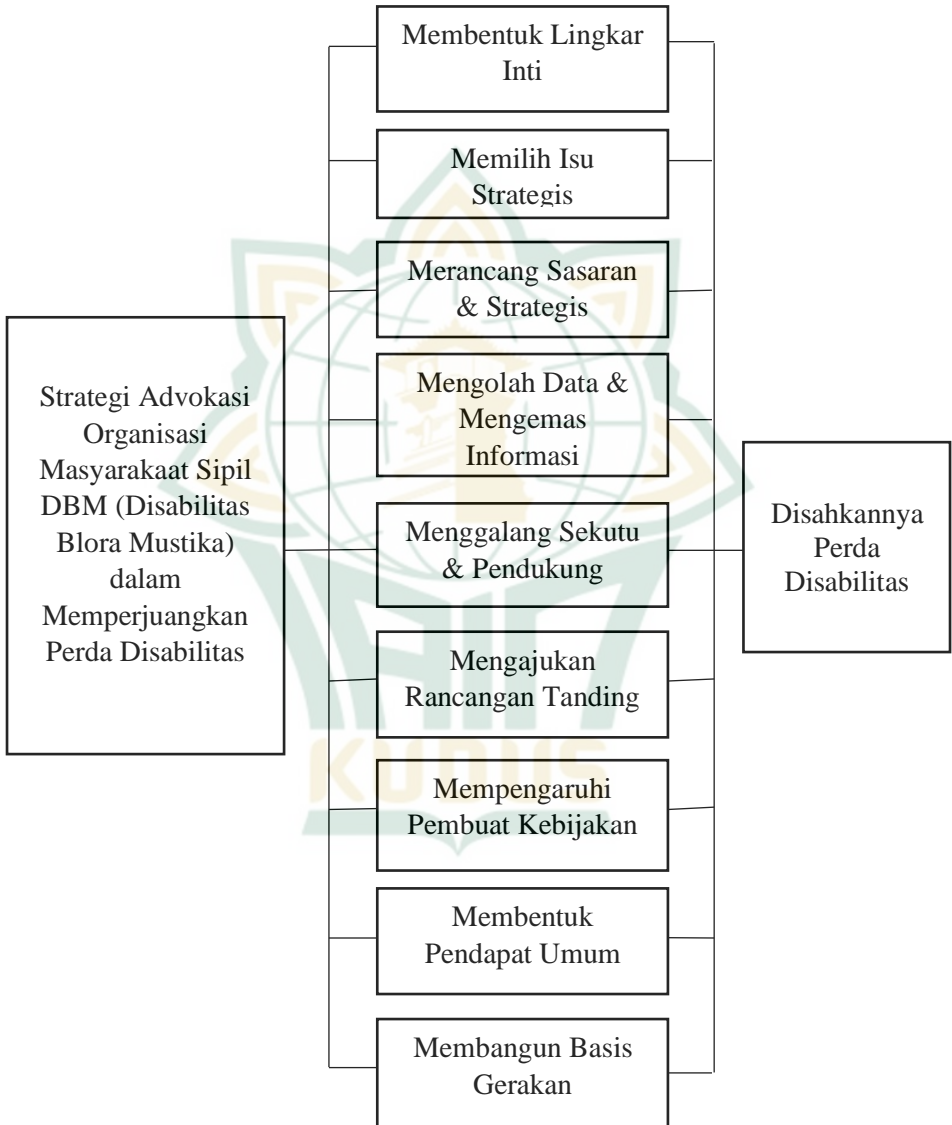 Membentuk Lingkar
Inti
Memilih Isu
Strategis
Merancang Sasaran
& Strategis
Mengolah Data &
Mengemas
Informasi
Strategi Advokasi
Organisasi
Masyarakaat Sipil
DBM (Disabilitas
Blora Mustika)
dalam
Memperjuangkan
Perda Disabilitas
Menggalang Sekutu
& Pendukung
Disahkannya
Perda
Disabilitas
Mengajukan
Rancangan Tanding
Mempengaruhi
Pembuat Kebijakan
Membentuk
Pendapat Umum
Membangun Basis
Gerakan
IAIN
KUDUS